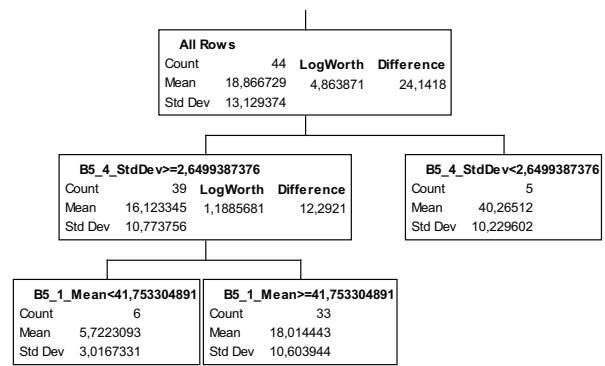 All Rows
Count 44 LogWorth Difference
Mean 18,866729 4,863871 24,1418
Std Dev 13,129374
B5_4_StdDev>=2,6499387376
Count 39 LogWorth Difference
Mean 16,123345 1,1885681 12,2921
Std Dev 10,773756
B5_4_StdDev<2,6499387376
Count 5
Mean 40,26512
Std Dev 10,229602
B5_1_Mean<41,753304891
Count 6
Mean 5,7223093
Std Dev 3,0167331
B5_1_Mean>=41,753304891
Count 33
Mean 18,014443
Std Dev 10,603944